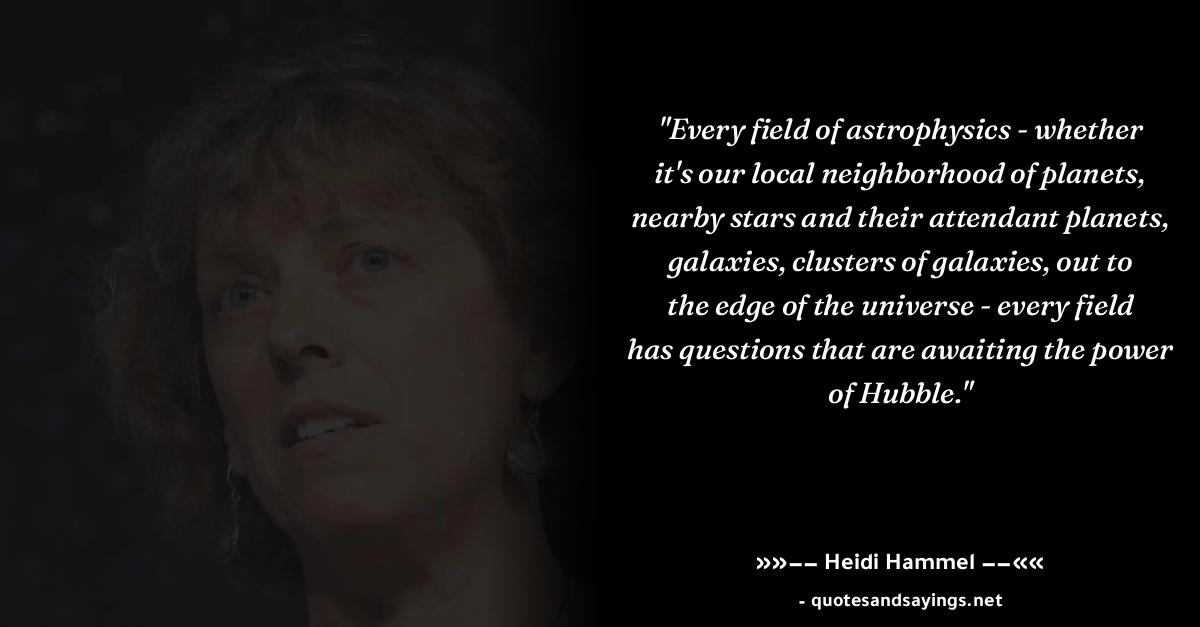 "Every field of astrophysics - whether
it's our local neighborhood of planets,
nearby stars and their attendant planets,
galaxies, clusters of galaxies, out to
the edge of the universe - every field
has questions that are awaiting the power
of Hubble."
»»–– Heidi Hammel ––««
- quotesandsayings.net